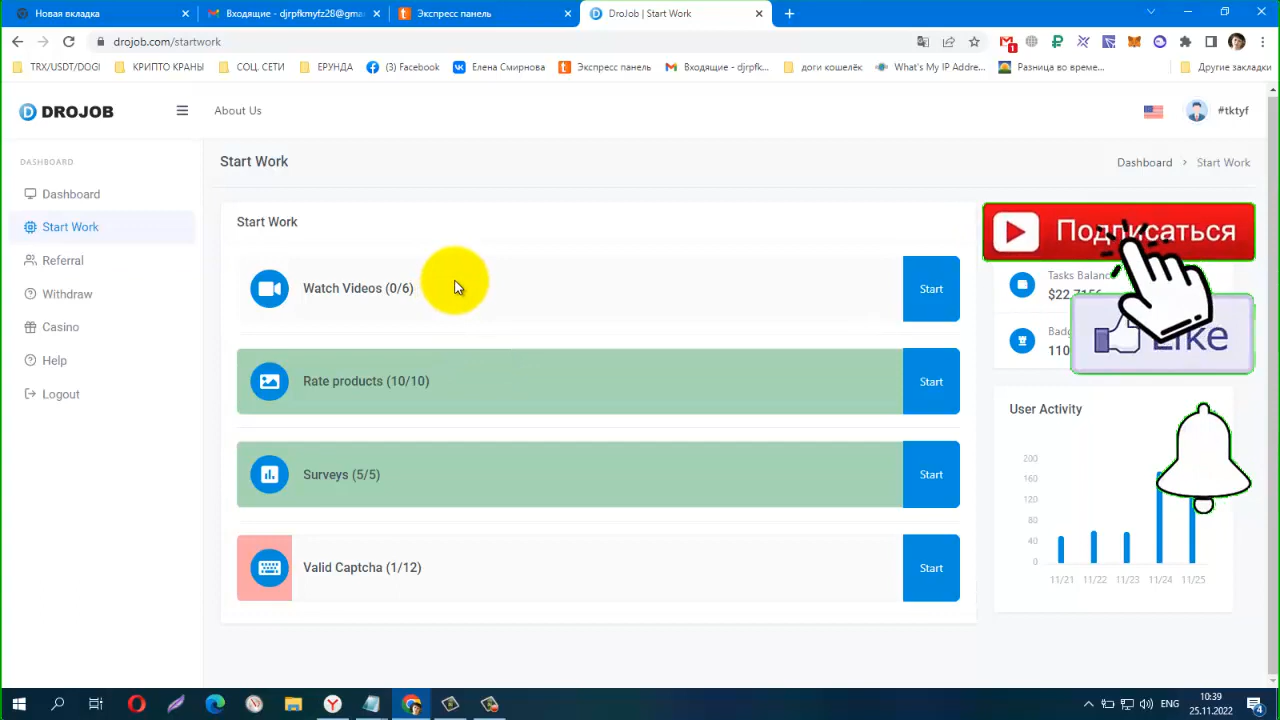 Новая вкладка
Входящие - djrpfkmyfz28@gma
Экспресс панель
DroJob | Start Work
drojob.com/startwork
1
TRX/USDT/DOGI
КРИПТО КРАНЫ
СОЦ. СЕТИ
ЕРУНДА
(3) Facebook
Елена Смирнова
Экспресс панель
Входящие - djrpfk...
доги кошелёк
What's My IP Addre...
Разница во време...
Другие закладки
DROJOB
About Us
#tktyf
DASHBOARD
Dashboard
Start Work
Referral
Withdraw
Casino
Help
Logout
Start Work
Dashboard > Start Work
Start Work
Watch Videos (0/6)
Start
Rate products (10/10)
Start
Surveys (5/5)
Start
Valid Captcha (1/12)
Start
Подписаться
Tasks
Like
User Activity
200
160
120
80
40
0
11/21
11/22
11/23
11/24
11/25
ENG
10:39
25.11.2022
4